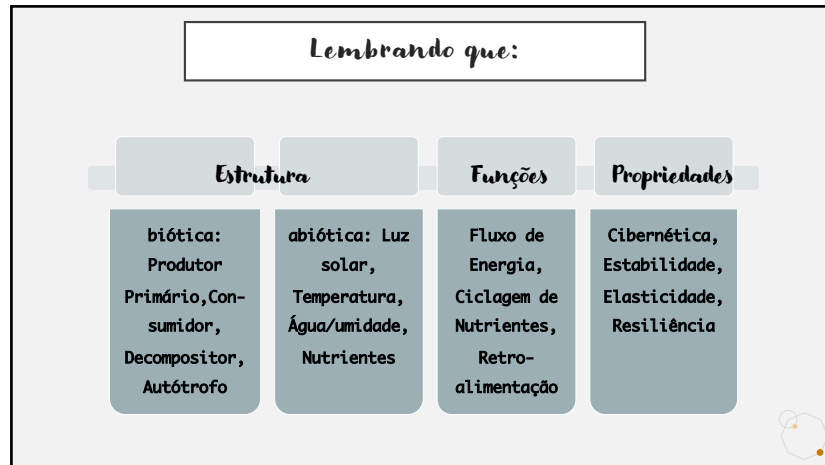 Lembrando que:
Estrutura
Funções
Propriedades
biótica:
Produtor
Primário,Con-
sumidor,
Decompositor,
Autótrofo
abiótica: Luz
solar,
Temperatura,
Água/umidade,
Nutrientes
Fluxo de
Energia,
Ciclagem de
Nutrientes,
Retro-
alimentação
Cibernética,
Estabilidade,
Elasticidade,
Resiliência